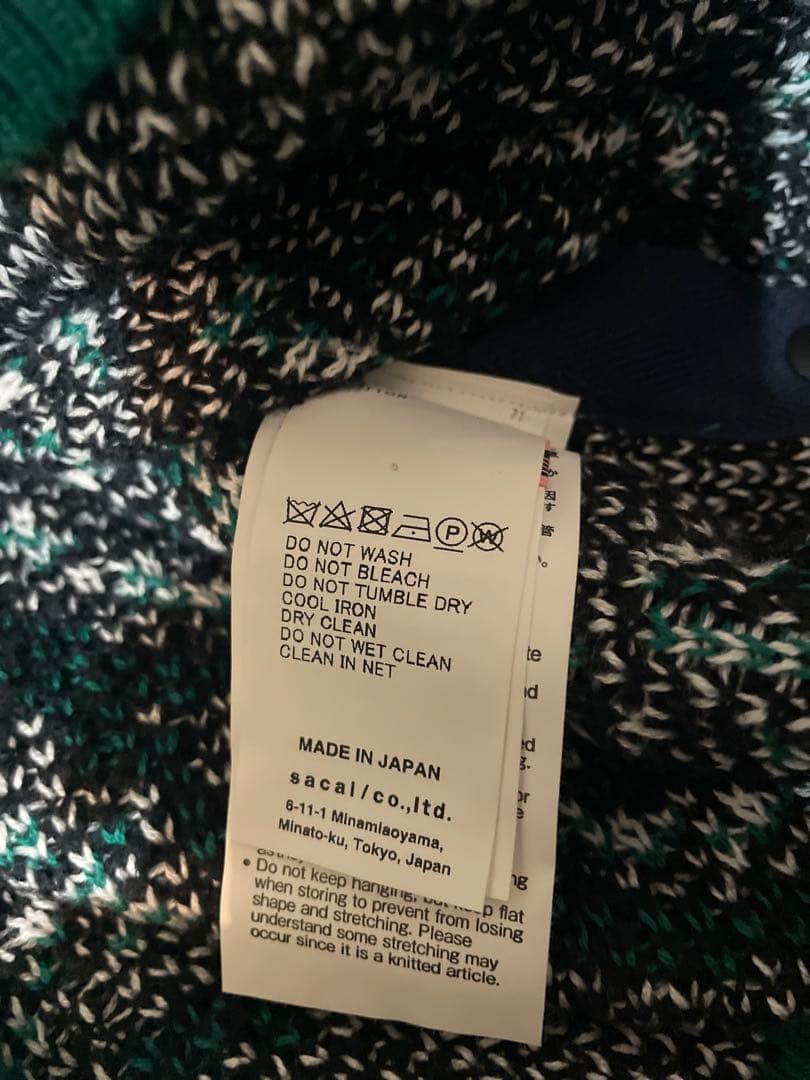 71
DO NOT WASH
DO NOT BLEACH
DO NOT TUMBLE DRY
COOL IRON
DRY CLEAN
DO NOT WET CLEAN
CLEAN IN NET
MADE IN JAPAN
sacai/co.,ltd.
6-11-1 Minamiaoyama,
Minato-ku, Tokyo, Japan
• Do not keep hanging, flat
when storing to prevent from losing
shape and stretching. Please
understand some stretching may
occur since it is a knitted article.